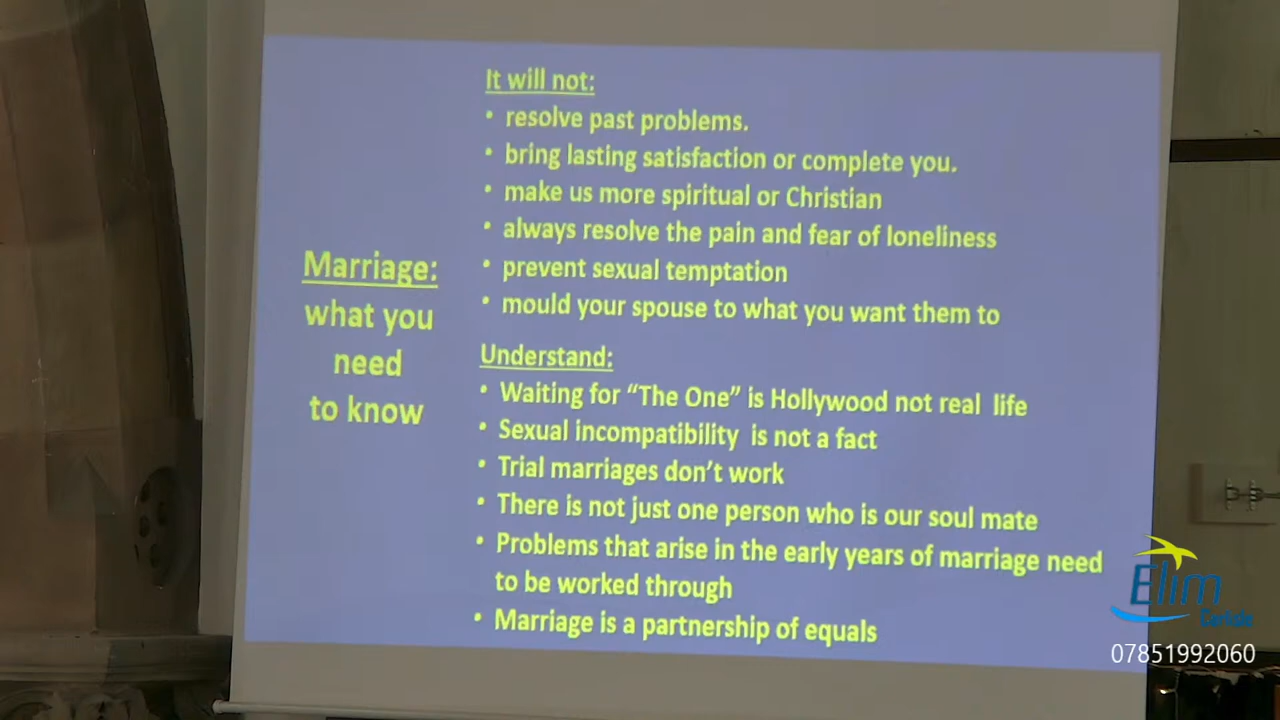 Marriage:
what you
need
to know
It will not:
• resolve past problems.
• bring lasting satisfaction or complete you.
• make us more spiritual or Christian
• always resolve the pain and fear of loneliness
• prevent sexual temptation
• mould your spouse to what you want them to
Understand:
• Waiting for “The One” is Hollywood not real life
• Sexual incompatibility is not a fact
• Trial marriages don’t work
• There is not just one person who is our soul mate
• Problems that arise in the early years of marriage need
to be worked through
• Marriage is a partnership of equals
Elim
Carlisle
07851992060